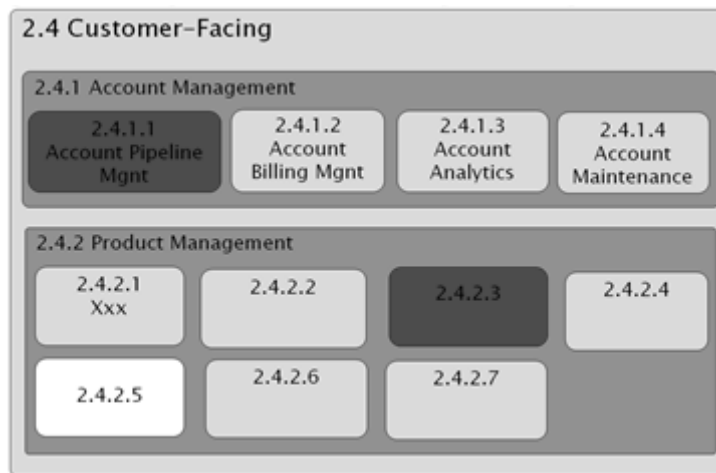 2.4 Customer-Facing
2.4.1 Account Management
2.4.1.1
Account Pipeline
Mgnt
2.4.1.2
Account
Billing Mgnt
2.4.1.3
Account
Analytics
2.4.1.4
Account
Maintenance
2.4.2 Product Management
2.4.2.1
Xxx
2.4.2.2
2.4.2.3
2.4.2.4
2.4.2.5
2.4.2.6
2.4.2.7